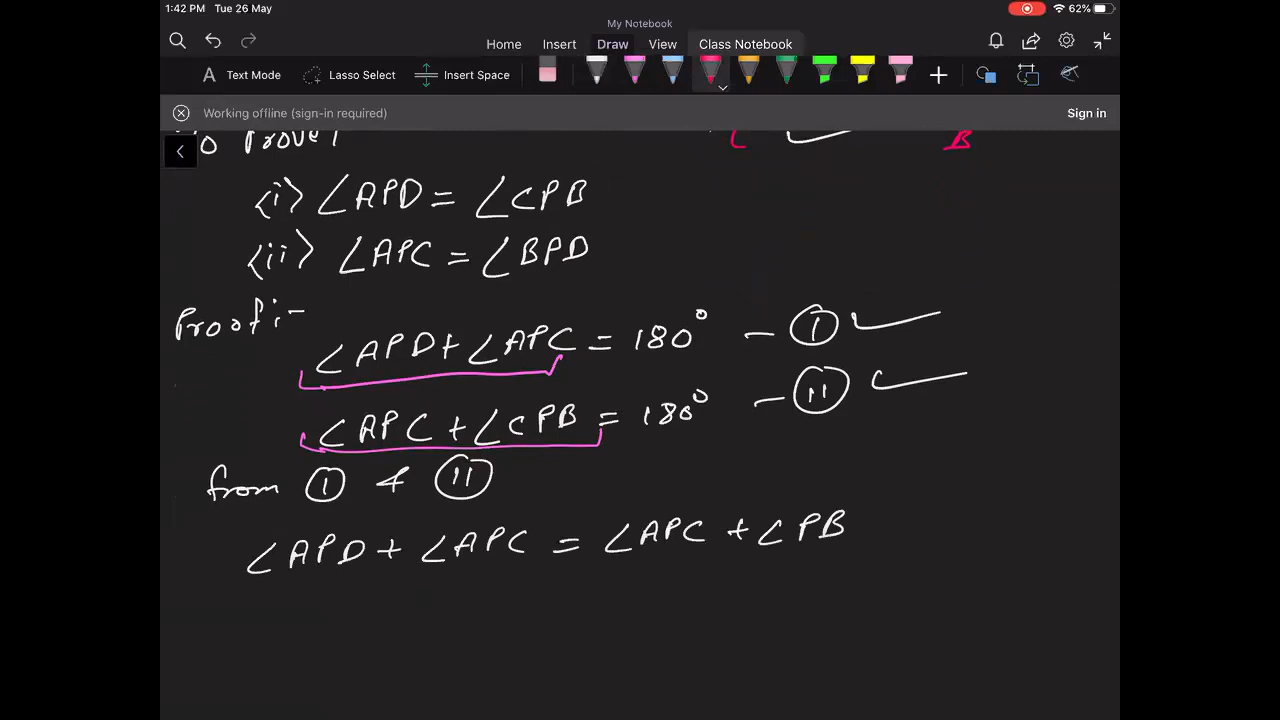 1:42 PM Tue 26 May
62%
My Notebook
Home Insert Draw View Class Notebook
A Text Mode Lasso Select Insert Space
Working offline (sign-in required) Sign in
To Prove:
C B
<i> ∠APD = ∠CPB
<ii> ∠APC = ∠BPD
Proof:-
∠APD + ∠APC = 180° - I
∠APC + ∠CPB = 180° - II
from I & II
∠APD + ∠APC = ∠APC + ∠PB